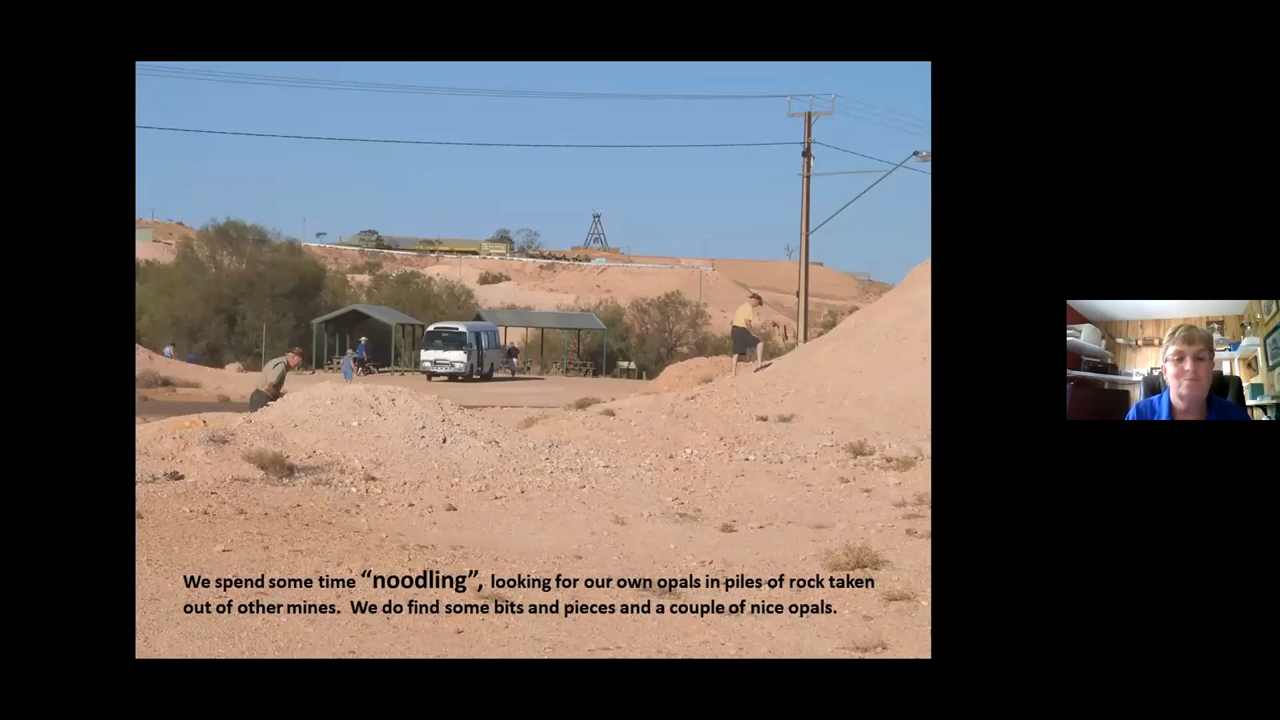 We spend some time “noodling”, looking for our own opals in piles of rock taken
out of other mines.  We do find some bits and pieces and a couple of nice opals.